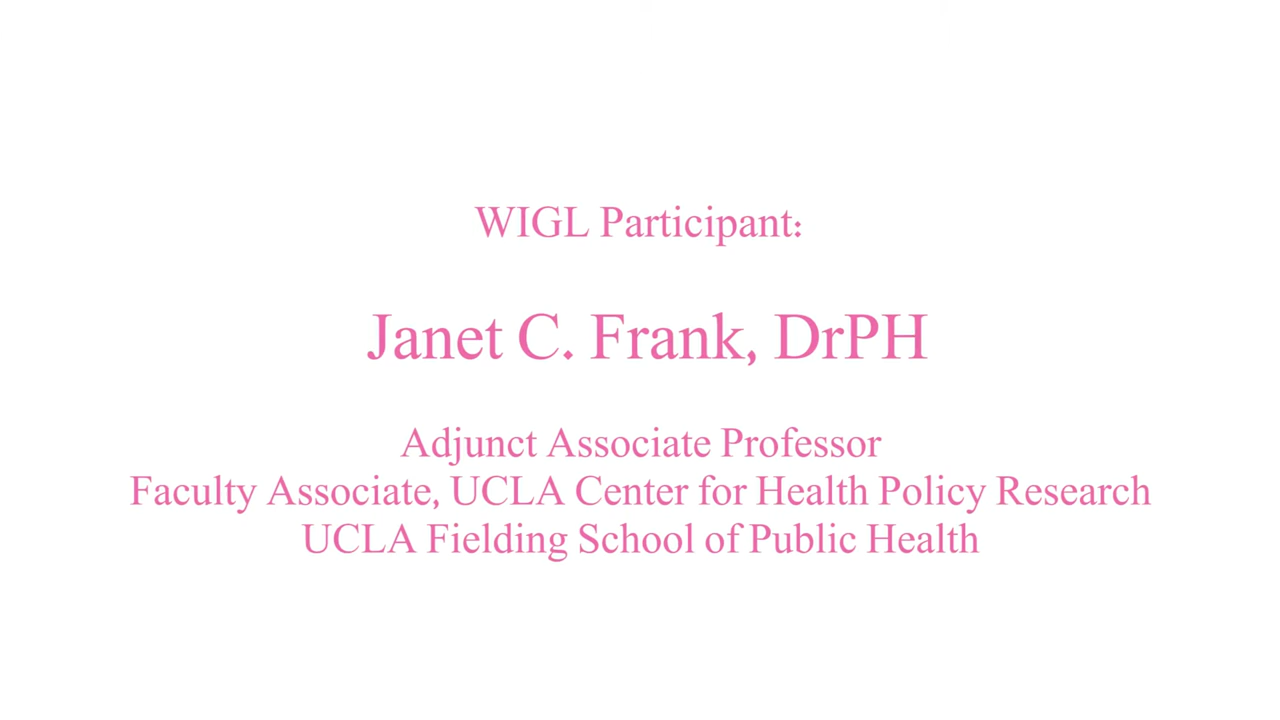 WIGL Participant:
Janet C. Frank, DrPH
Adjunct Associate Professor
Faculty Associate, UCLA Center for Health Policy Research
UCLA Fielding School of Public Health